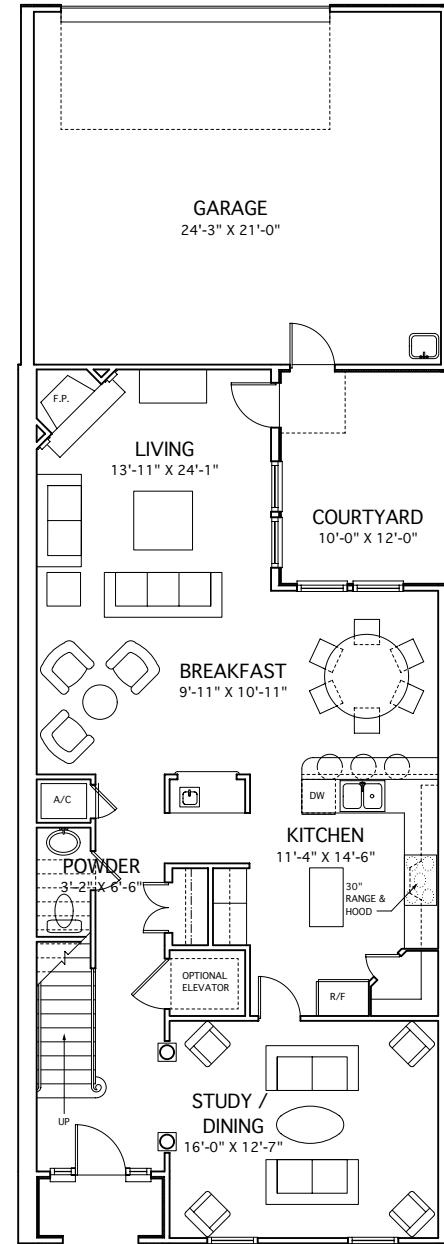 GARAGE
24'-3" X 21'-0"
F.P.
LIVING
13'-11" X 24'-1"
COURTYARD
10'-0" X 12'-0"
BREAKFAST
9'-11" X 10'-11"
A/C
DW
POWDER
3'-2" X 6'-6"
KITCHEN
11'-4" X 14'-6"
30"
RANGE &
HOOD
OPTIONAL
ELEVATOR
R/F
STUDY /
DINING
16'-0" X 12'-7"
UP